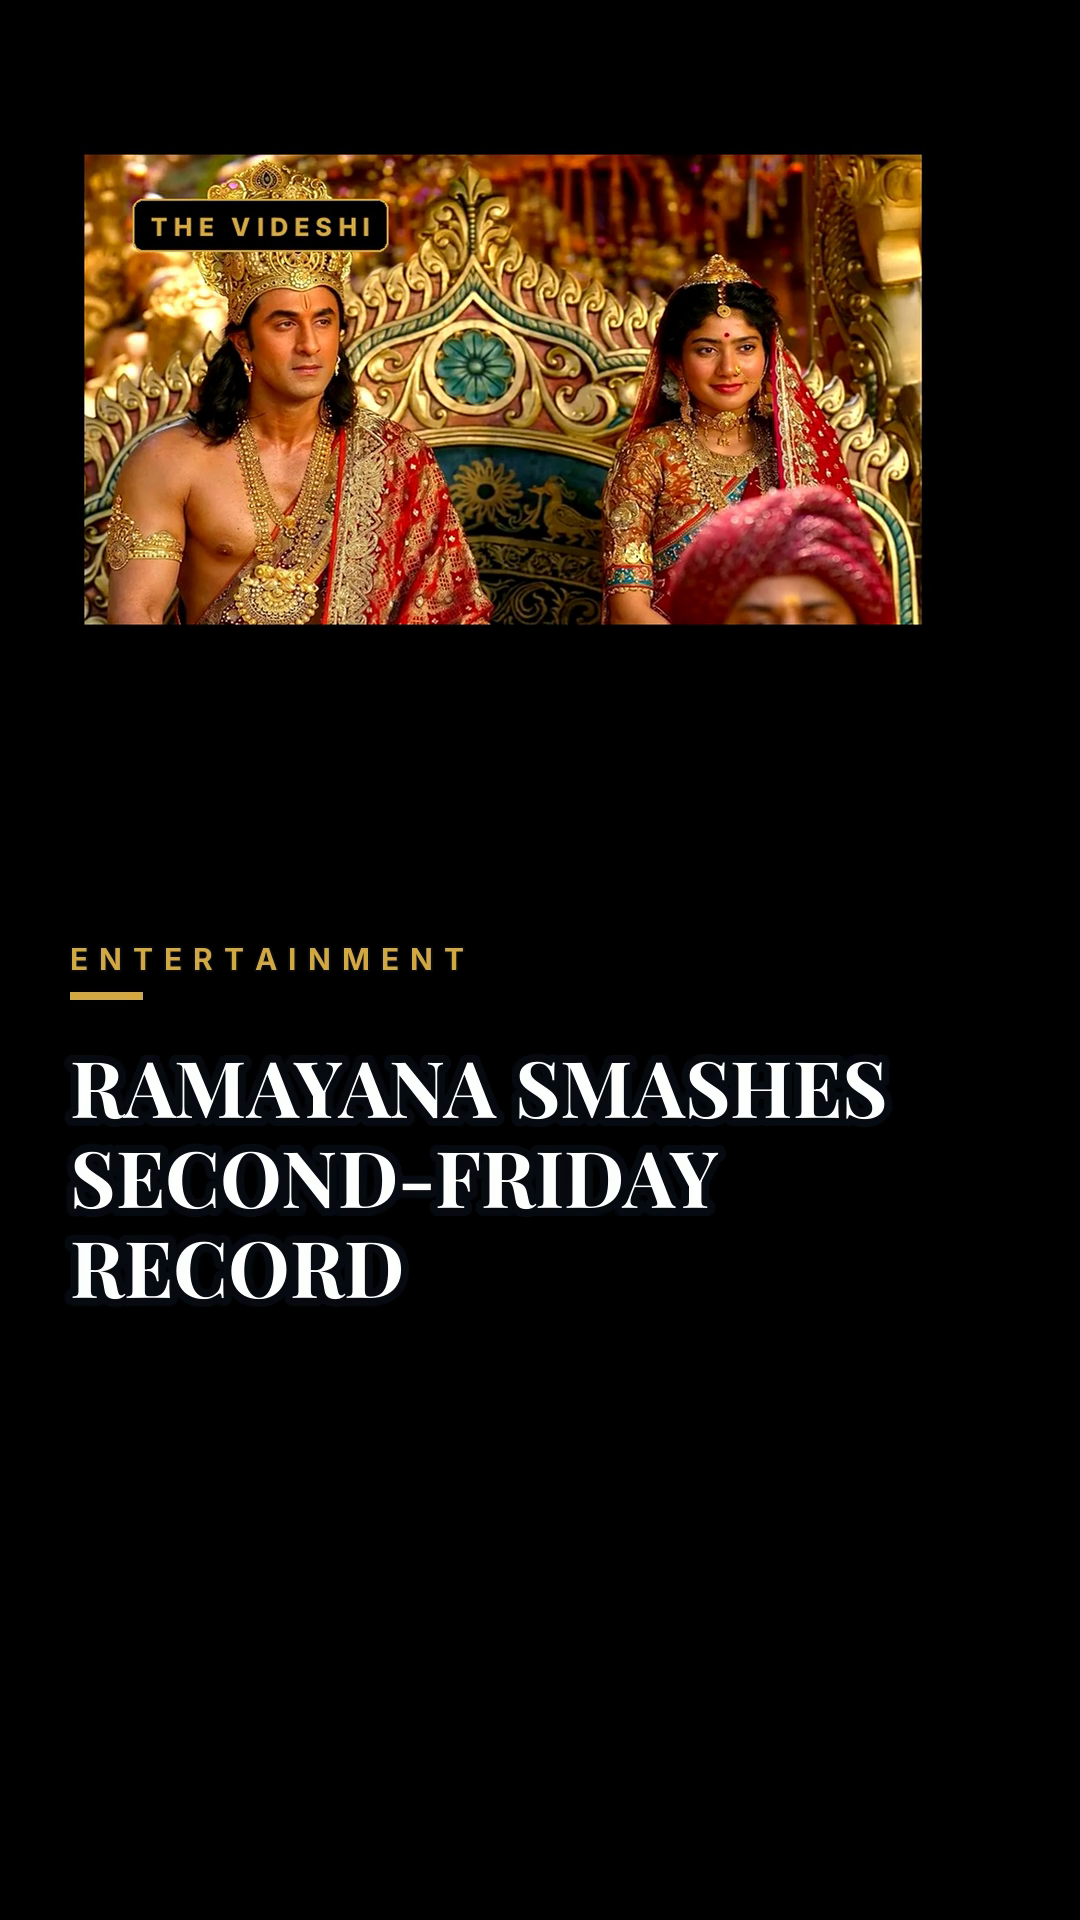 THE VIDESHI
ENTERTAINMENT
RAMAYANA SMASHES
SECOND-FRIDAY
RECORD